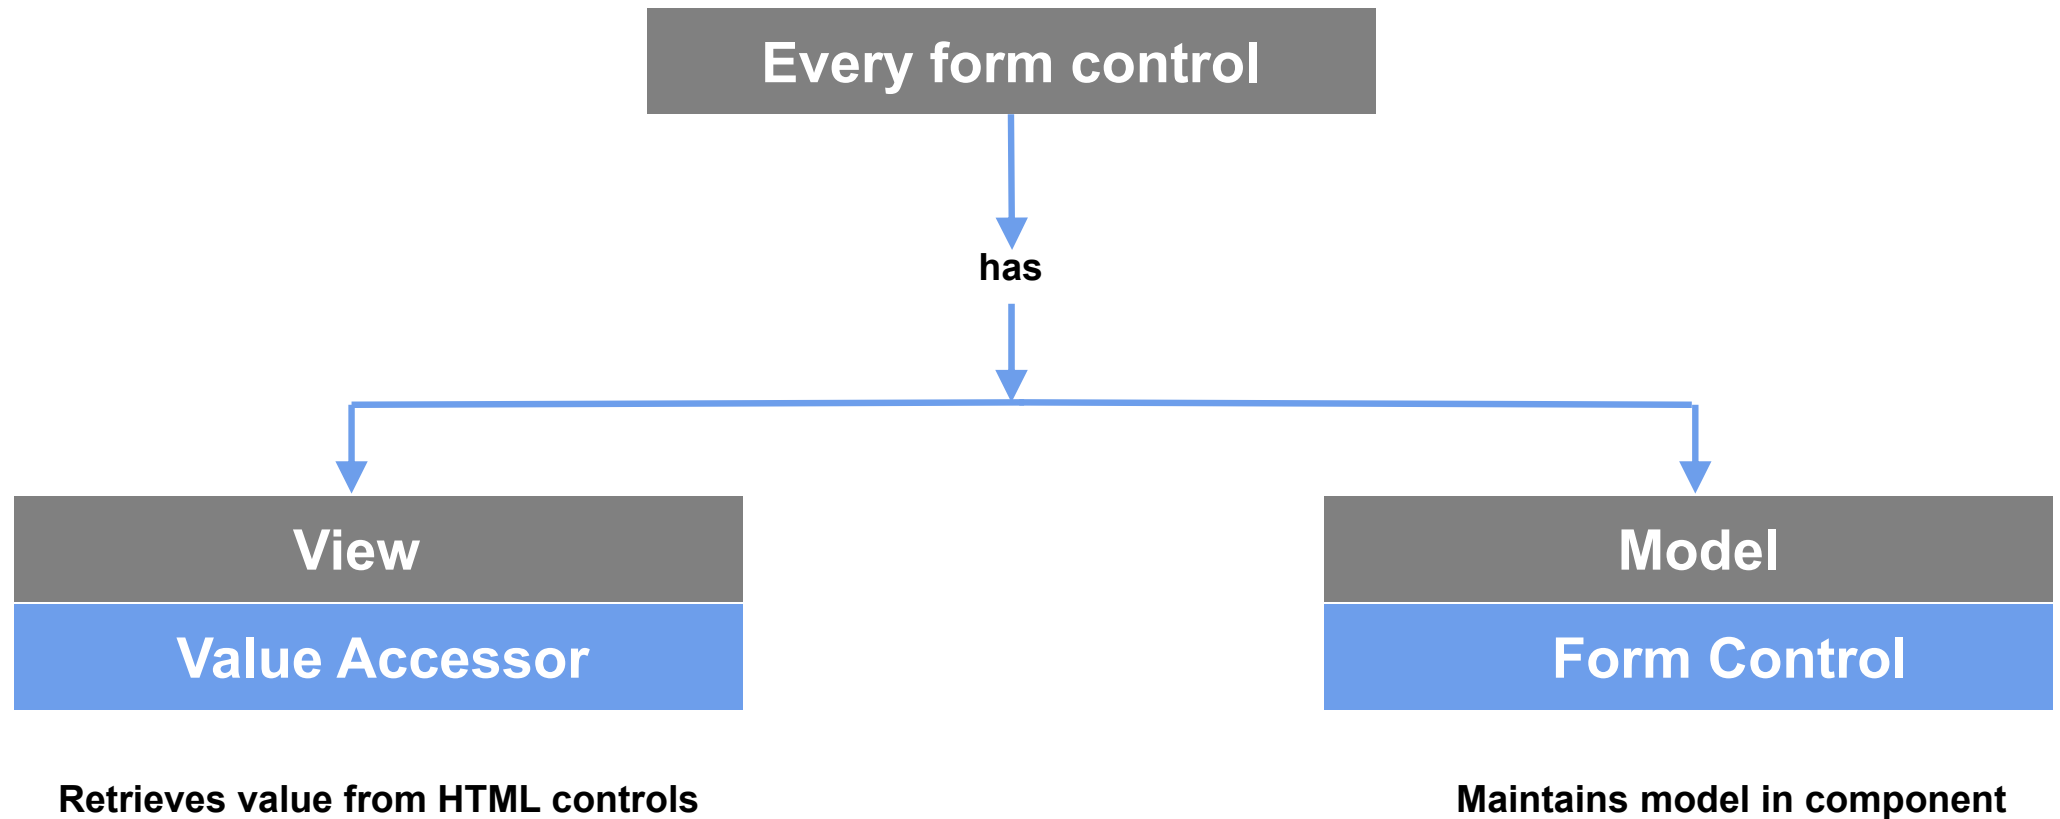 Every form control
has
View
Model
Value Accessor
Form Control
Retrieves value from HTML controls
Maintains model in component